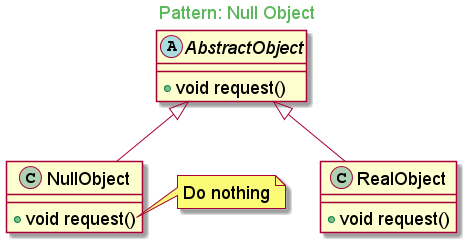 Pattern: Null Object
A AbstractObject
void request()
C NullObject
void request()
Do nothing
C RealObject
void request()